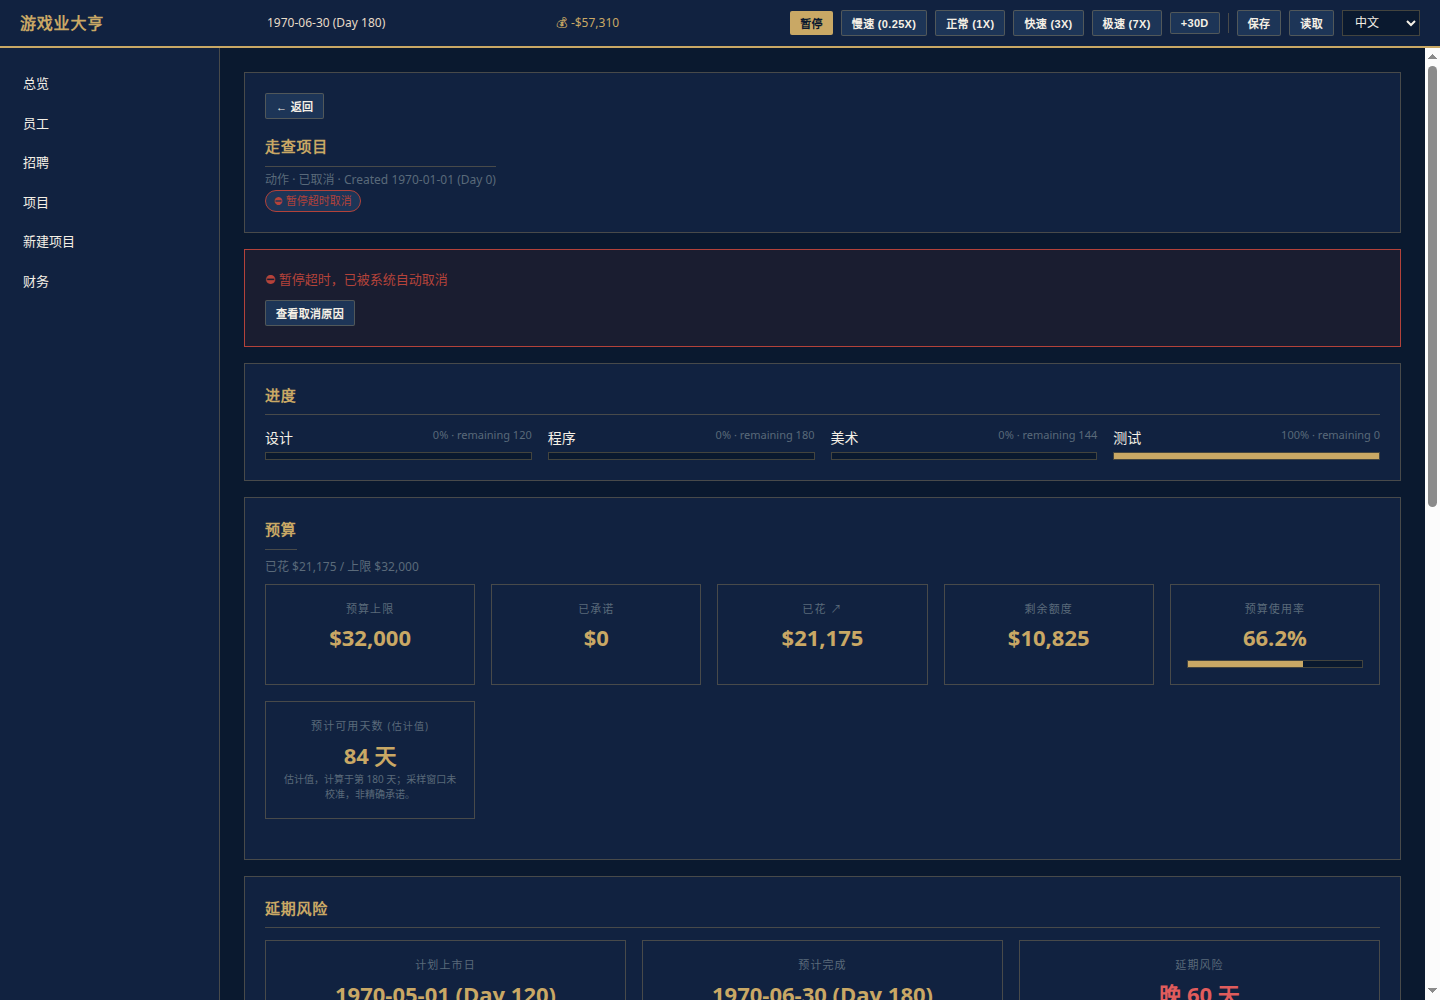 游戏业大亨
1970-06-30 (Day 180)
💰 -$57,310
暂停
慢速 (0.25X)
正常 (1X)
快速 (3X)
极速 (7X)
+30D
保存
读取
中文
总览
员工
招聘
项目
新建项目
财务
← 返回
走查项目
动作 · 已取消 · Created 1970-01-01 (Day 0)
⛔ 暂停超时取消
⛔ 暂停超时，已被系统自动取消
查看取消原因
进度
设计 0% · remaining 120
程序 0% · remaining 180
美术 0% · remaining 144
测试 100% · remaining 0
预算
已花 $21,175 / 上限 $32,000
预算上限
$32,000
已承诺
$0
已花 ↗
$21,175
剩余额度
$10,825
预算使用率
66.2%
预计可用天数 (估计值)
84 天
估计值，计算于第 180 天；采样窗口未
校准，非精确承诺。
延期风险
计划上市日
1970-05-01 (Day 120)
预计完成
1970-06-30 (Day 180)
延期风险
晚 60 天